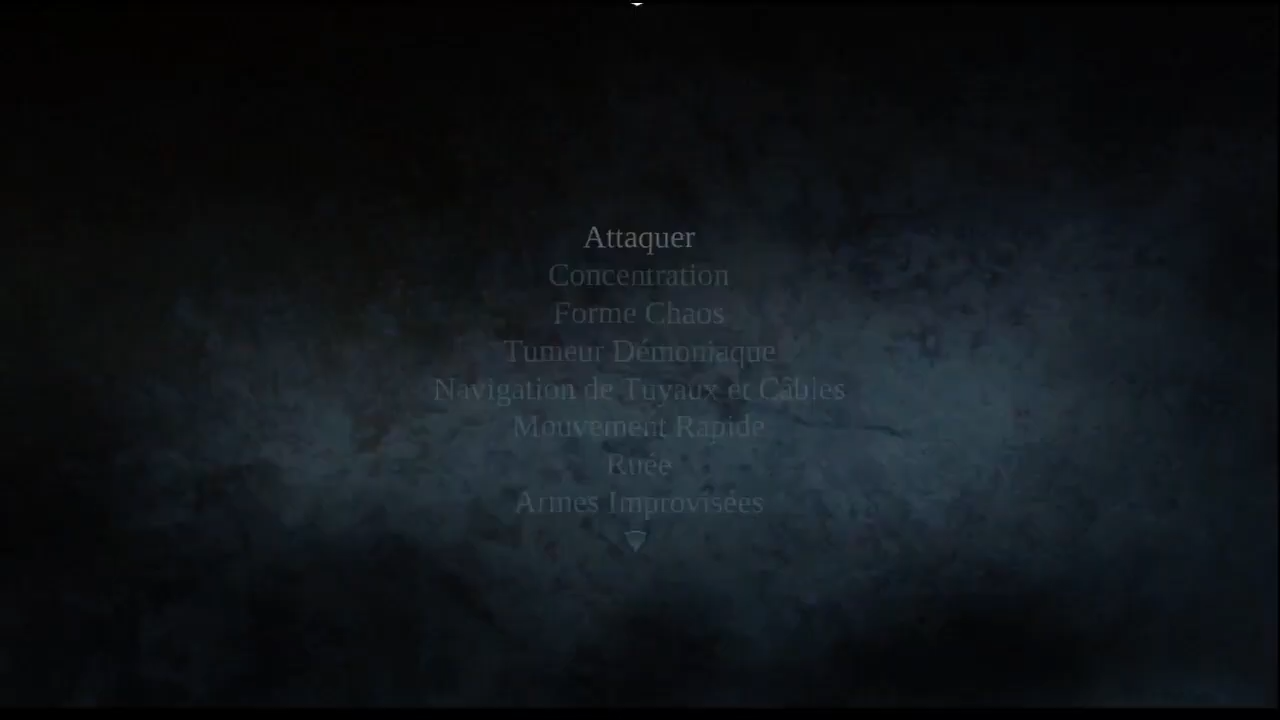 Attaquer
Concentration
Forme Chaos
Tumeur Démoniaque
Navigation de Tuyaux et Câbles
Mouvement Rapide
Ruée
Armes Improvisées